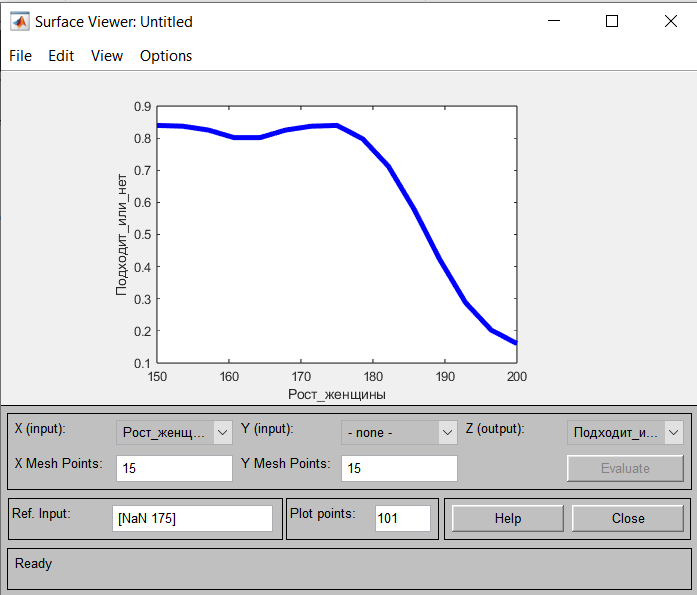 Surface Viewer: Untitled
File Edit View Options
0.9
0.8
0.7
0.6
0.5
0.4
0.3
0.2
0.1
Подходит_или_нет
150 160 170 180 190 200
Рост_женщины
X (input): Рост_женщ... Y (input): - none - Z (output): Подходит_и...
X Mesh Points: 15 Y Mesh Points: 15 Evaluate
Ref. Input: [NaN 175] Plot points: 101 Help Close
Ready